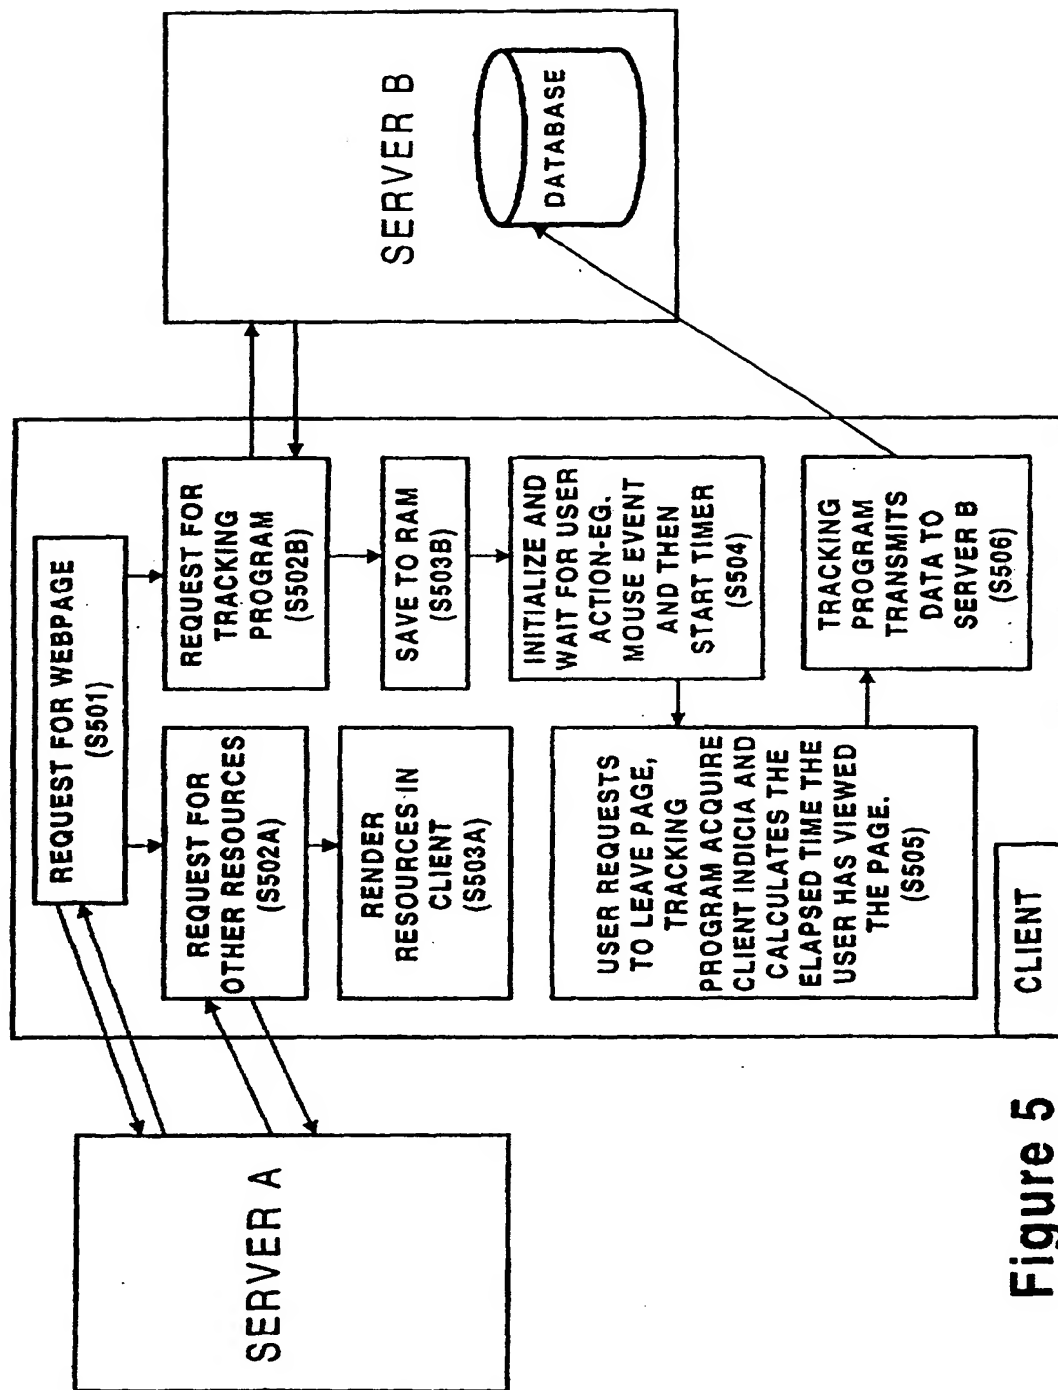 SERVER A
REQUEST FOR WEBPAGE
(S501)
REQUEST FOR
OTHER RESOURCES
(S502A)
RENDER
RESOURCES IN
CLIENT
(S503A)
REQUEST FOR
TRACKING
PROGRAM
(S502B)
SAVE TO RAM
(S503B)
INITIALIZE AND
WAIT FOR USER
ACTION-EG.
MOUSE EVENT
AND THEN
START TIMER
(S504)
USER REQUESTS
TO LEAVE PAGE,
TRACKING
PROGRAM ACQUIRE
CLIENT INDICIA AND
CALCULATES THE
ELAPSED TIME THE
USER HAS VIEWED
THE PAGE.
(S505)
TRACKING
PROGRAM
TRANSMITS
DATA TO
SERVER B
(S506)
CLIENT
SERVER B
DATABASE
Figure 5